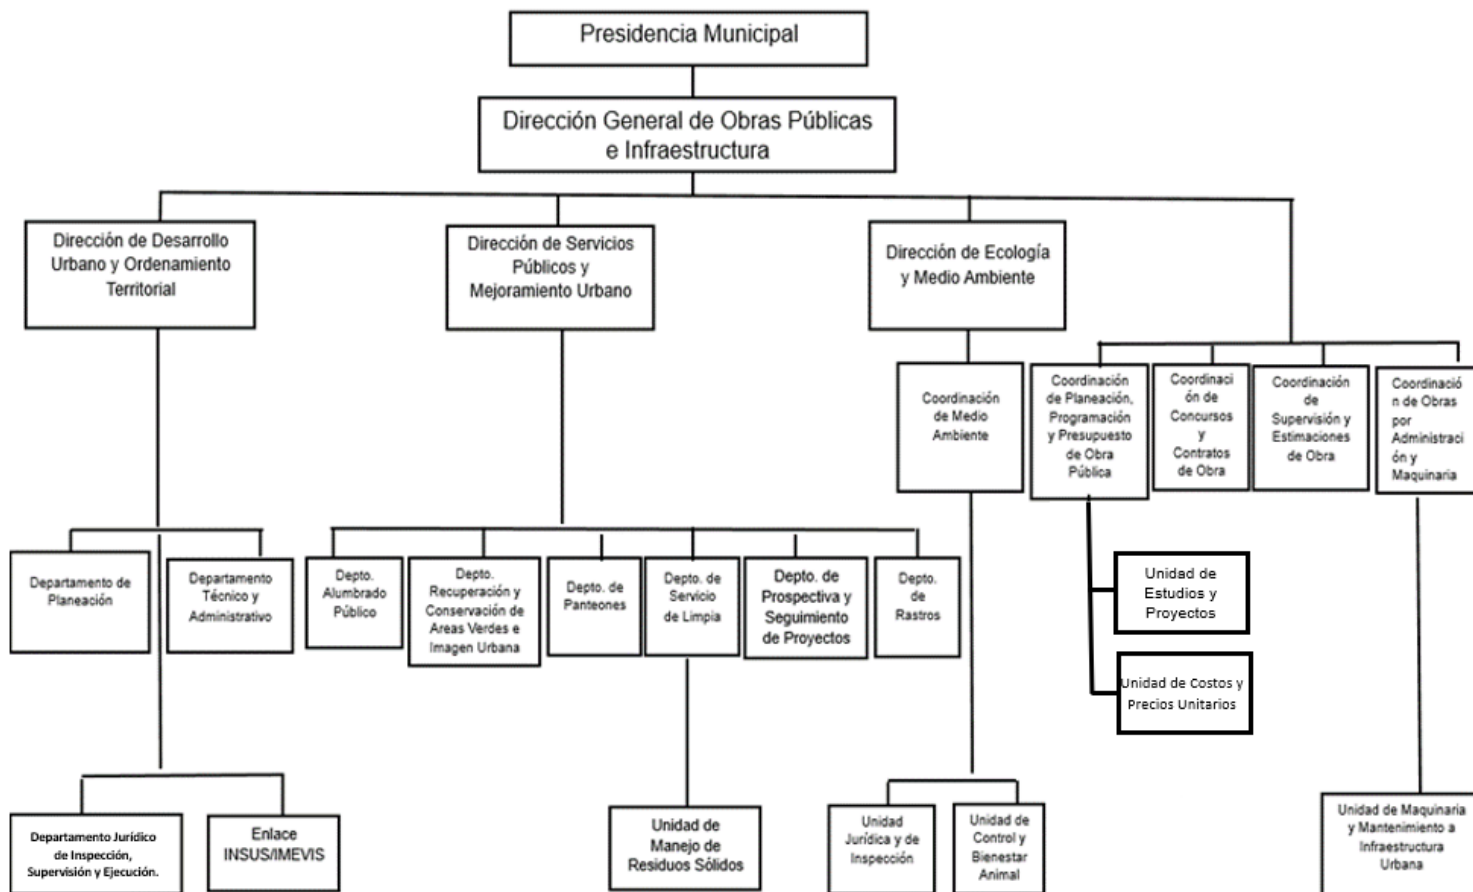 Presidencia Municipal
Dirección General de Obras Públicas
e Infraestructura
Dirección de Desarrollo
Urbano y Ordenamiento
Territorial
Dirección de Servicios
Públicos y
Mejoramiento Urbano
Dirección de Ecología
y Medio Ambiente
Coordinación
de Medio
Ambiente
Coordinación
de Planeación,
Programación
y Presupuesto
de Obra
Pública
Coordinaci
ón de
Concursos
y
Contratos
de Obra
Coordinación
de
Supervisión y
Estimaciones
de Obra
Coordinació
n de Obras
por
Administraci
ón y
Maquinaria
Departamento de
Planeación
Departamento
Técnico y
Administrativo
Depto.
Alumbrado
Público
Depto.
Recuperación y
Conservación de
Areas Verdes e
Imagen Urbana
Depto. de
Panteones
Depto. de
Servicio
de Limpia
Depto. de
Prospectiva y
Seguimiento
de Proyectos
Depto.
de
Rastros
Unidad de
Estudios y
Proyectos
Unidad de Costos y
Precios Unitarios
Departamento Jurídico
de Inspección,
Supervisión y Ejecución.
Enlace
INSUS/IMEVIS
Unidad de
Manejo de
Residuos Sólidos
Unidad
Jurídica y de
Inspección
Unidad de
Control y
Bienestar
Animal
Unidad de Maquinaria
y Mantenimiento a
Infraestructura
Urbana